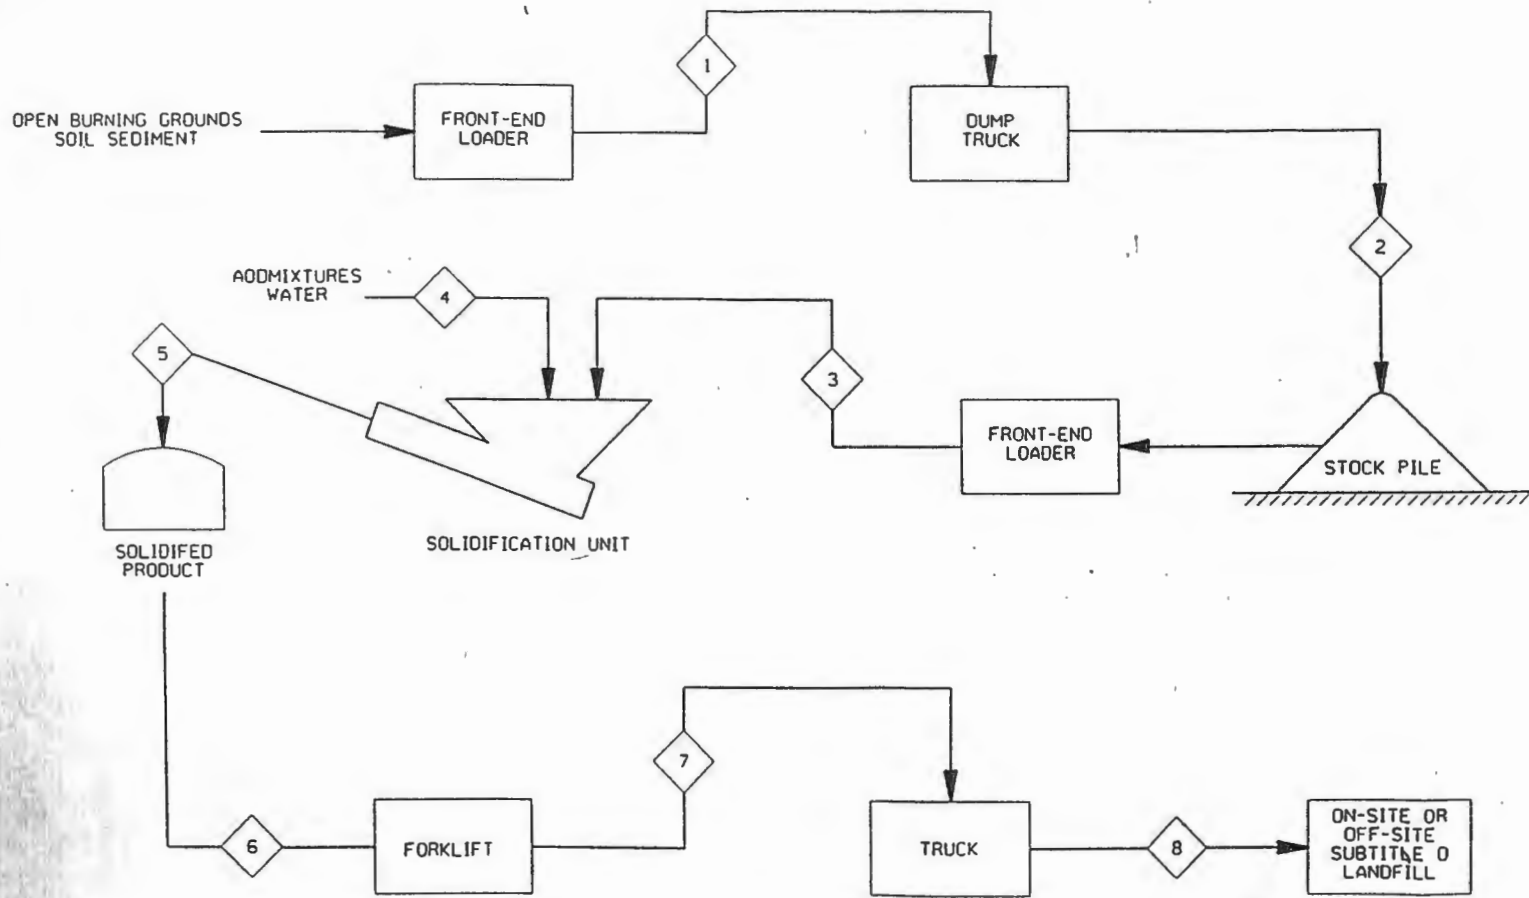 1
OPEN BURNING GROUNDS
SOIL SEDIMENT
FRONT-END
LOADER
DUMP
TRUCK
2
AODMIXTURES
WATER
4
5
3
FRONT-END
LOADER
STOCK PILE
SOLIDIFICATION UNIT
SOLIDIFED
PRODUCT
7
6
FORKLIFT
TRUCK
8
ON-SITE OR
OFF-SITE
SUBTITLE O
LANDFILL